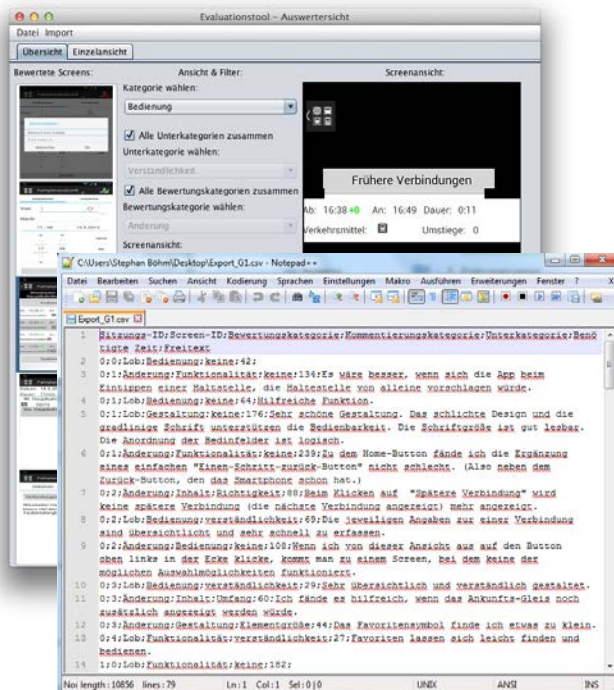 Evaluationstool – Auswertersicht
Datei Import
Übersicht Einzelansicht
Bewertete Screens:
Ansicht & Filter:
Screenansicht:
Kategorie wählen:
Bedienung
Alle Unterkategorien zusammen
Unterkategorie wählen:
Verständlichkeit
Alle Bewertungskategorien zusammen
Bewertungskategorie wählen:
Änderung
Screenansicht:
Frühere Verbindungen
Ab: 16:38 +0 An: 16:49 Dauer: 0:11
Verkehrsmittel: Umstiege: 0
C:\Users\Stephan Böhm\Desktop\Export_G1.csv - Notepad++
Datei Bearbeiten Suchen Ansicht Kodierung Sprachen Einstellungen Makro Ausführen Erweiterungen Fenster ? X
Export_G1.csv
1 Sitzungs-ID;Screen-ID;Bewertungskategorie;Kommentierungskategorie;Unterkategorie;Benö
tigte Zeit;Freitext
2 0;0;Lob;Bedienung;keine;42;
3 0;1;Änderung;Funktionalität;keine;134;Es wäre besser, wenn sich die App beim
Eintippen einer Haltstelle, die Haltestelle von alleine vorschlagen würde.
4 0;1;Lob;Bedienung;keine;64;Hilfreiche Funktion.
5 0;1;Lob;Gestaltung;keine;176;Sehr schöne Gestaltung. Das schlichte Design und die
gradlinige Schrift unterstützen die Bedienbarkeit. Die Schriftgröße ist gut lesbar.
Die Anordnung der Bedinfelder ist logisch.
6 0;1;Änderung;Funktionalität;keine;239;Zu dem Home-Button fände ich die Ergänzung
eines einfachen "Einen-Schritt-zurück-Button" nicht schlecht. (Also neben dem
Zurück-Button, den das Smartphone schon hat.)
7 0;2;Änderung;Inhalt;Richtigkeit;88;Beim Klicken auf "Spätere Verbindung" wird
keine spätere Verbindung (die nächste Verbindung angezeigt) mehr angezeigt.
8 0;2;Lob;Bedienung;verständlichkeit;69;Die jeweiligen Angaben zur einer Verbindung
sind übersichtlicht und sehr schnell zu erfassen.
9 0;2;Änderung;Bedienung;keine;108;Wenn ich von dieser Ansicht aus auf den Button
oben links in der Ecke klicke, kommt man zu einem Screen, bei dem keine der
möglichen Auswahlmöglichkeiten funktioniert.
10 0;3;Lob;Bedienung;verständlichkeit;29;Sehr übersichtlich und verständlich gestaltet.
11 0;3;Änderung;Inhalt;Umfang;60;Ich fände es hilfreich, wenn das Ankunfts-Gleis noch
zusätzlich angezeigt werden würde.
12 0;3;Änderung;Gestaltung;Elementgröße;44;Das Favoritensymbol finde ich etwas zu klein.
13 0;4;Lob;Funktionalität;verständlichkeit;27;Favoriten lassen sich leicht finden und
bedienen.
14 1;0;Lob;Funktionalität;keine;182;
length : 10856 lines : 79 Ln : 1 Col : 1 Sel : 0 | 0 UNIX ANSI INS